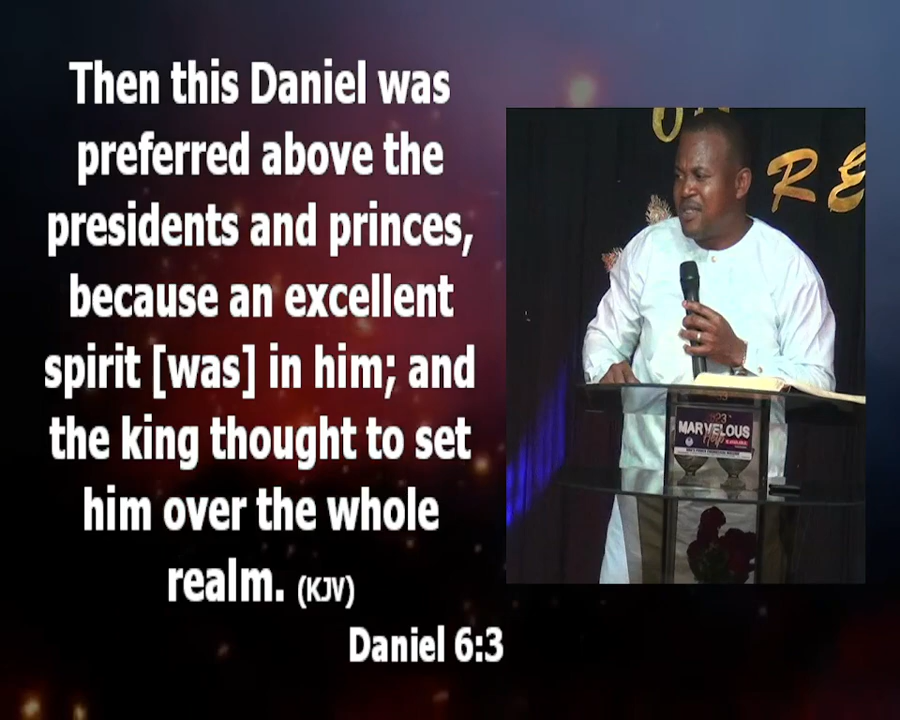 Then this Daniel was
preferred above the
presidents and princes,
because an excellent
spirit [was] in him; and
the king thought to set
him over the whole
realm. (KJV)
Daniel 6:3
RE
MARVELOUS